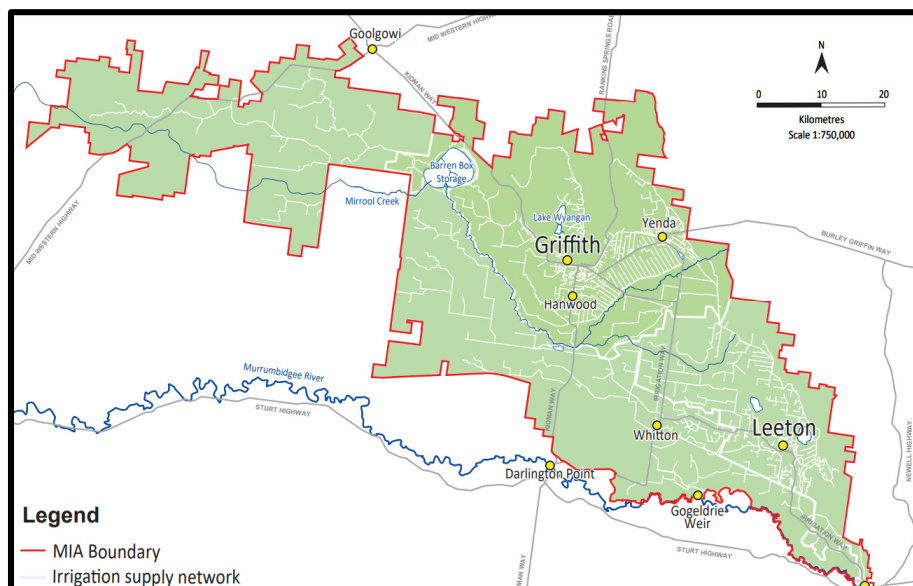 Goolgowi
MID WESTERN HIGHWAY
KIDMAN WAY
RANKINS SPRINGS ROAD
N
0 10 20
Kilometres
Scale 1:750,000
Barren Box
Storage
Mirrool Creek
MID WESTERN HIGHWAY
Lake Wyangan
Yenda
Griffith
BURLEY GRIFFIN WAY
Hanwood
Murrumbidgee River
STURT HIGHWAY
KIDMAN WAY
IRRIGATION WAY
Whitton
Leeton
NEWELL HIGHWAY
Darlington Point
Gogeldrie
Weir
IRRIGATION WAY
STURT HIGHWAY
MAN WAY
Legend
MIA Boundary
Irrigation supply network